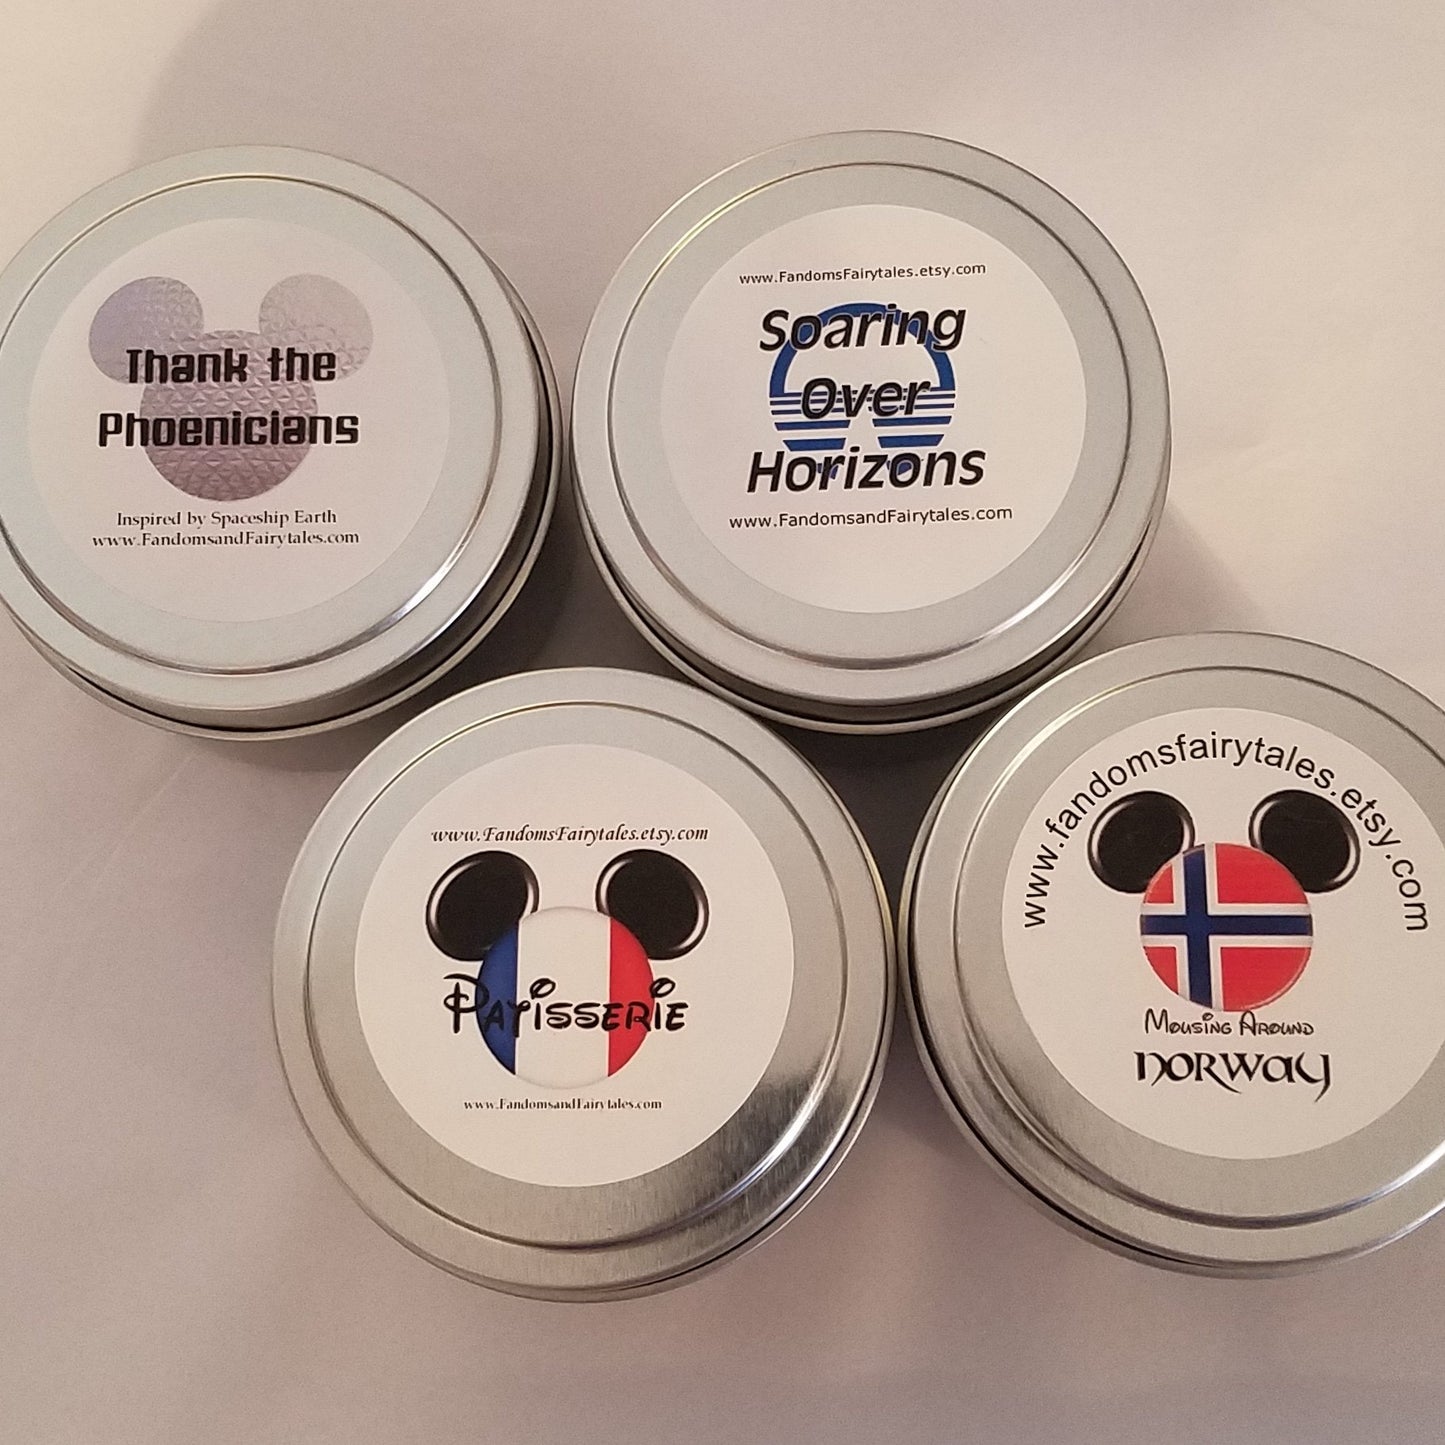 Thank the
Phoenicians
Inspired by Spaceship Earth
www.FandomsandFairytales.com
www.FandomsFairytales.etsy.com
Soaring
Over
Horizons
www.FandomsandFairytales.com
www.FandomsFairytales.etsy.com
Patisserie
www.FandomsandFairytales.com
www.fandomsfairytales.etsy.com
Mousing Around
Norway